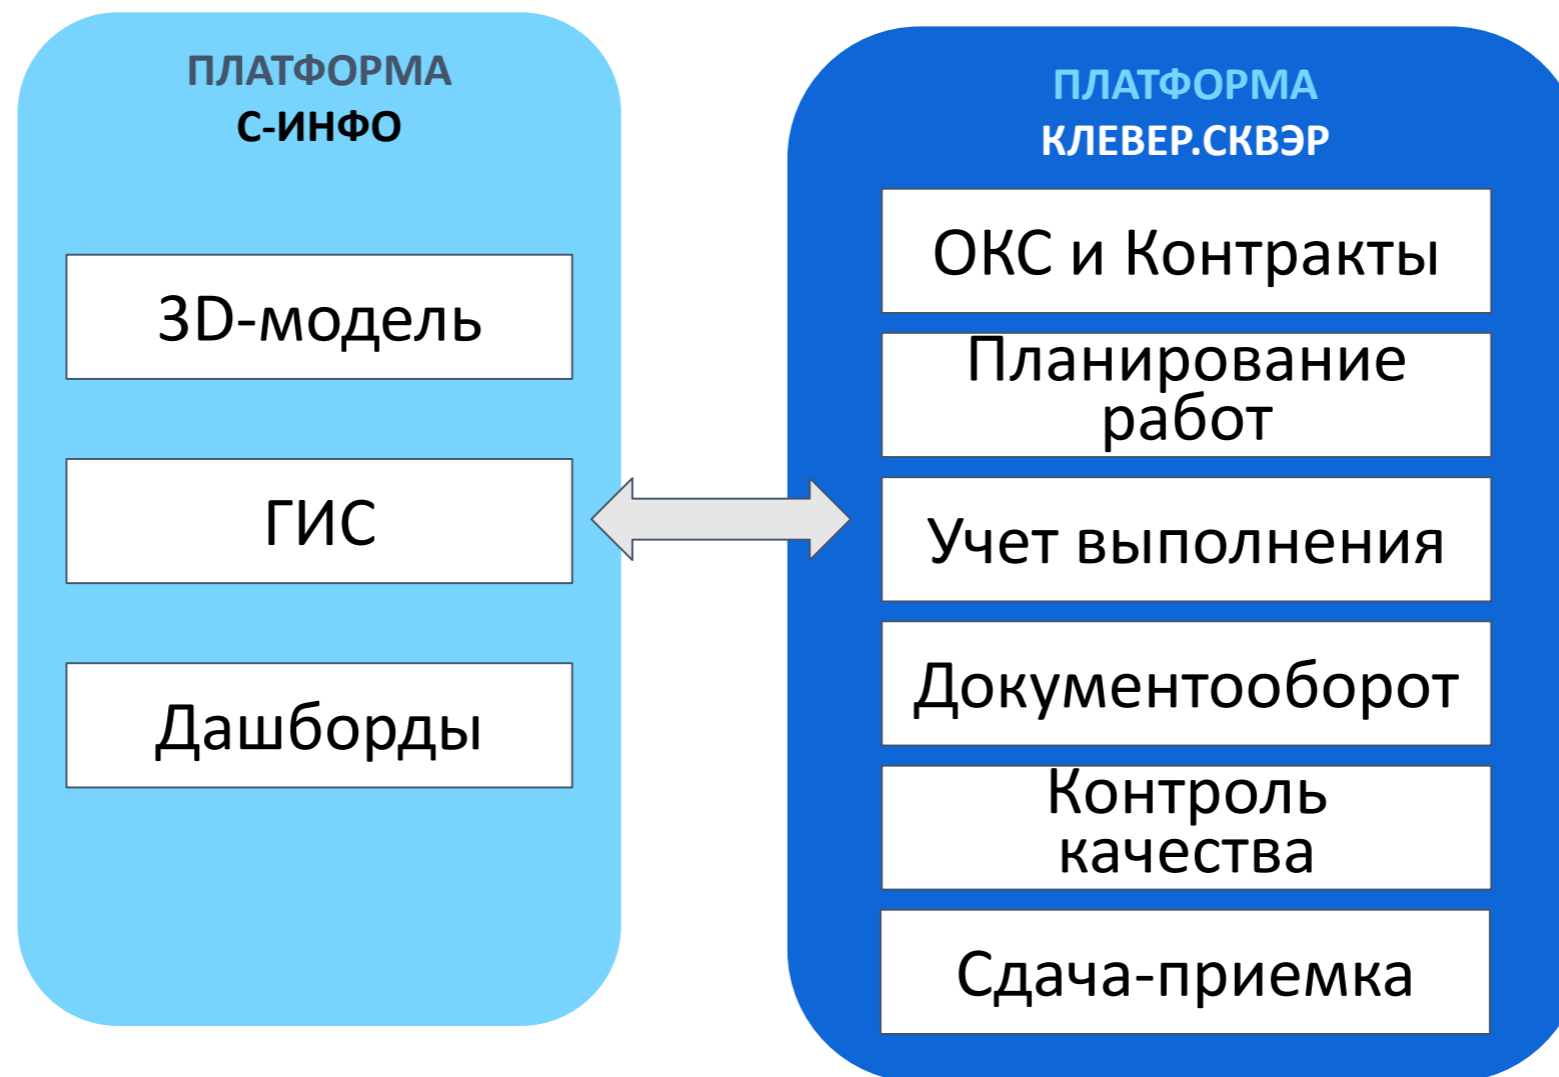 ПЛАТФОРМА
С-ИНФО
3D-модель
ГИС
Дашборды
ПЛАТФОРМА
КЛЕВЕР.СКВЭР
ОКС и Контракты
Планирование
работ
Учет выполнения
Документооборот
Контроль
качества
Сдача-приемка